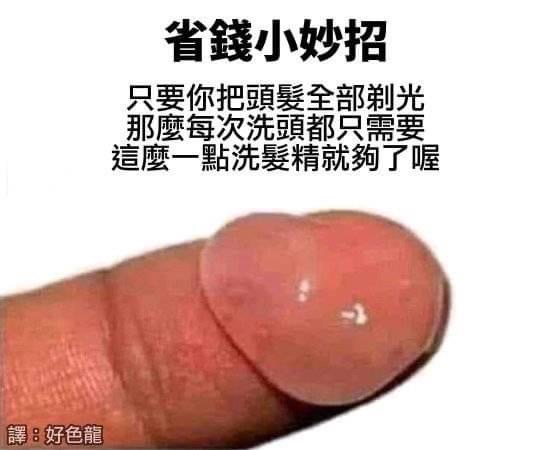 省錢小妙招
只要你把頭髮全部剃光
那麼每次洗頭都只需要
這麼一點洗髮精就夠了喔
譯：好色龍